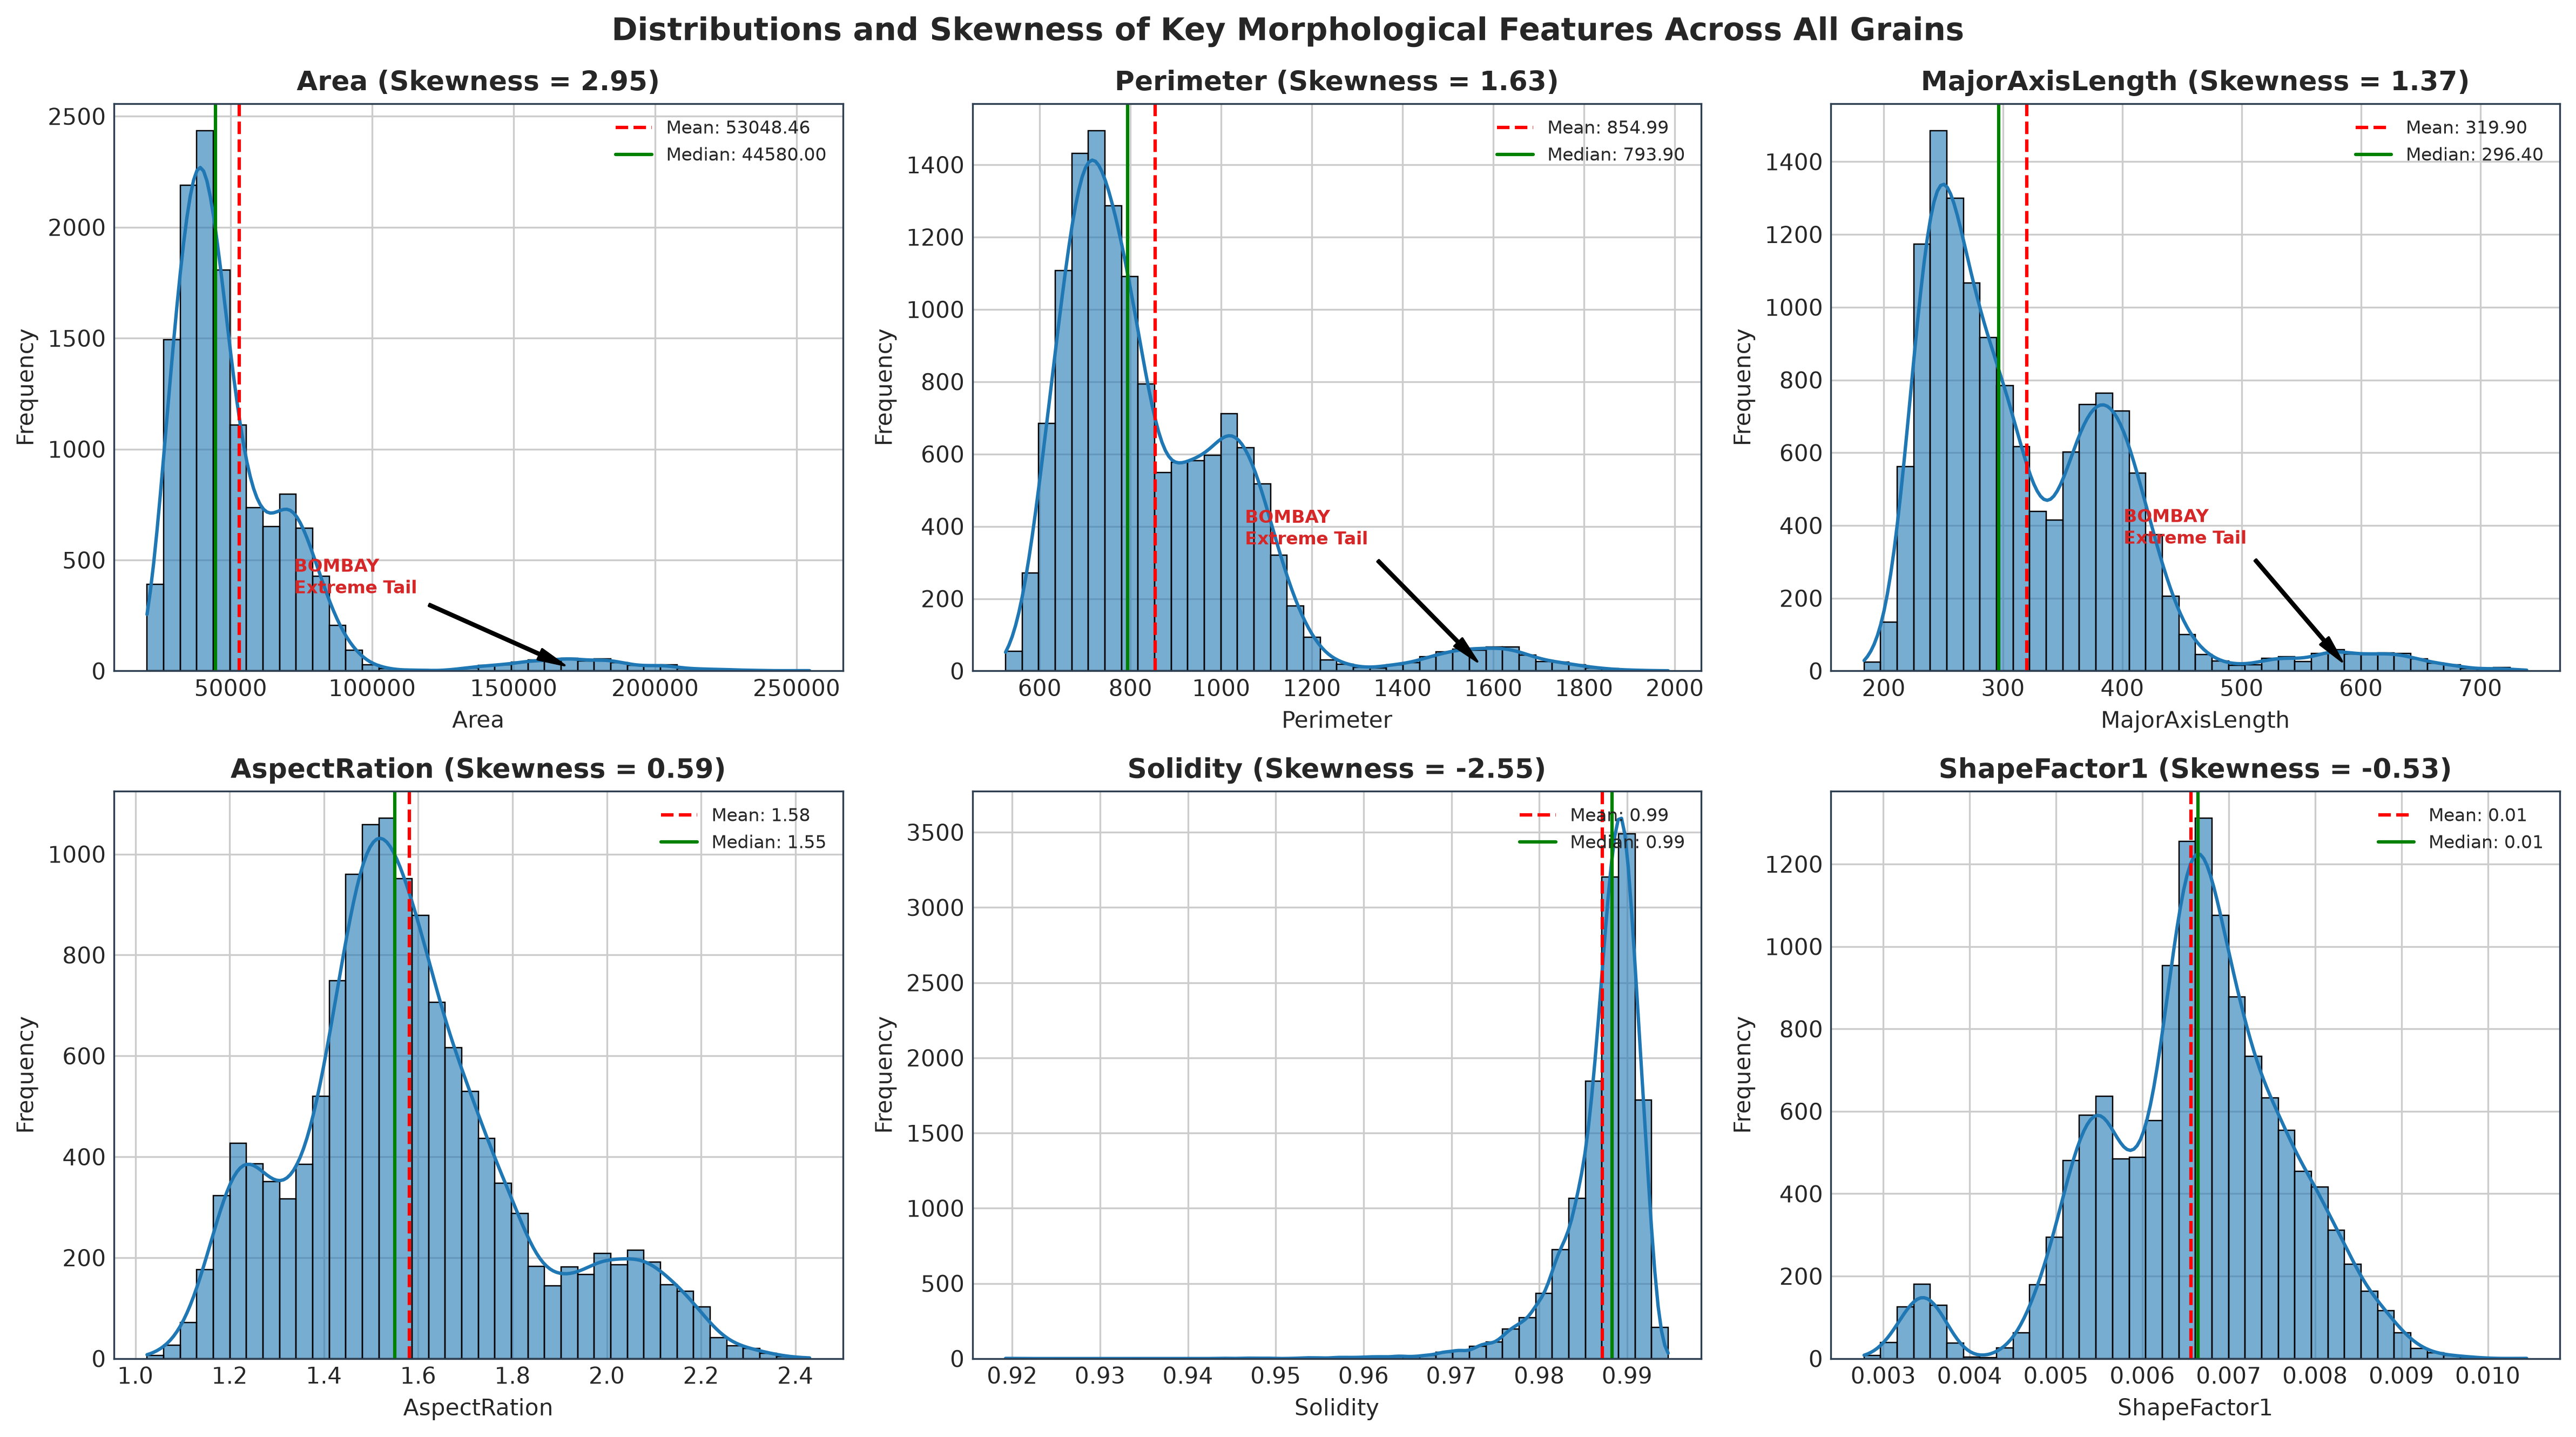 Distributions and Skewness of Key Morphological Features Across All Grains
Area (Skewness = 2.95)
Frequency
2500
2000
1500
1000
500
0
Mean: 53048.46
Median: 44580.00
BOMBAY
Extreme Tail
50000 100000 150000 200000 250000
Area
Perimeter (Skewness = 1.63)
Frequency
1400
1200
1000
800
600
400
200
0
Mean: 854.99
Median: 793.90
BOMBAY
Extreme Tail
600 800 1000 1200 1400 1600 1800 2000
Perimeter
MajorAxisLength (Skewness = 1.37)
Frequency
1400
1200
1000
800
600
400
200
0
Mean: 319.90
Median: 296.40
BOMBAY
Extreme Tail
200 300 400 500 600 700
MajorAxisLength
AspectRation (Skewness = 0.59)
Frequency
1000
800
600
400
200
0
Mean: 1.58
Median: 1.55
1.0 1.2 1.4 1.6 1.8 2.0 2.2 2.4
AspectRation
Solidity (Skewness = -2.55)
Frequency
3500
3000
2500
2000
1500
1000
500
0
Mean: 0.99
Median: 0.99
0.92 0.93 0.94 0.95 0.96 0.97 0.98 0.99
Solidity
ShapeFactor1 (Skewness = -0.53)
Frequency
1200
1000
800
600
400
200
0
Mean: 0.01
Median: 0.01
0.003 0.004 0.005 0.006 0.007 0.008 0.009 0.010
ShapeFactor1